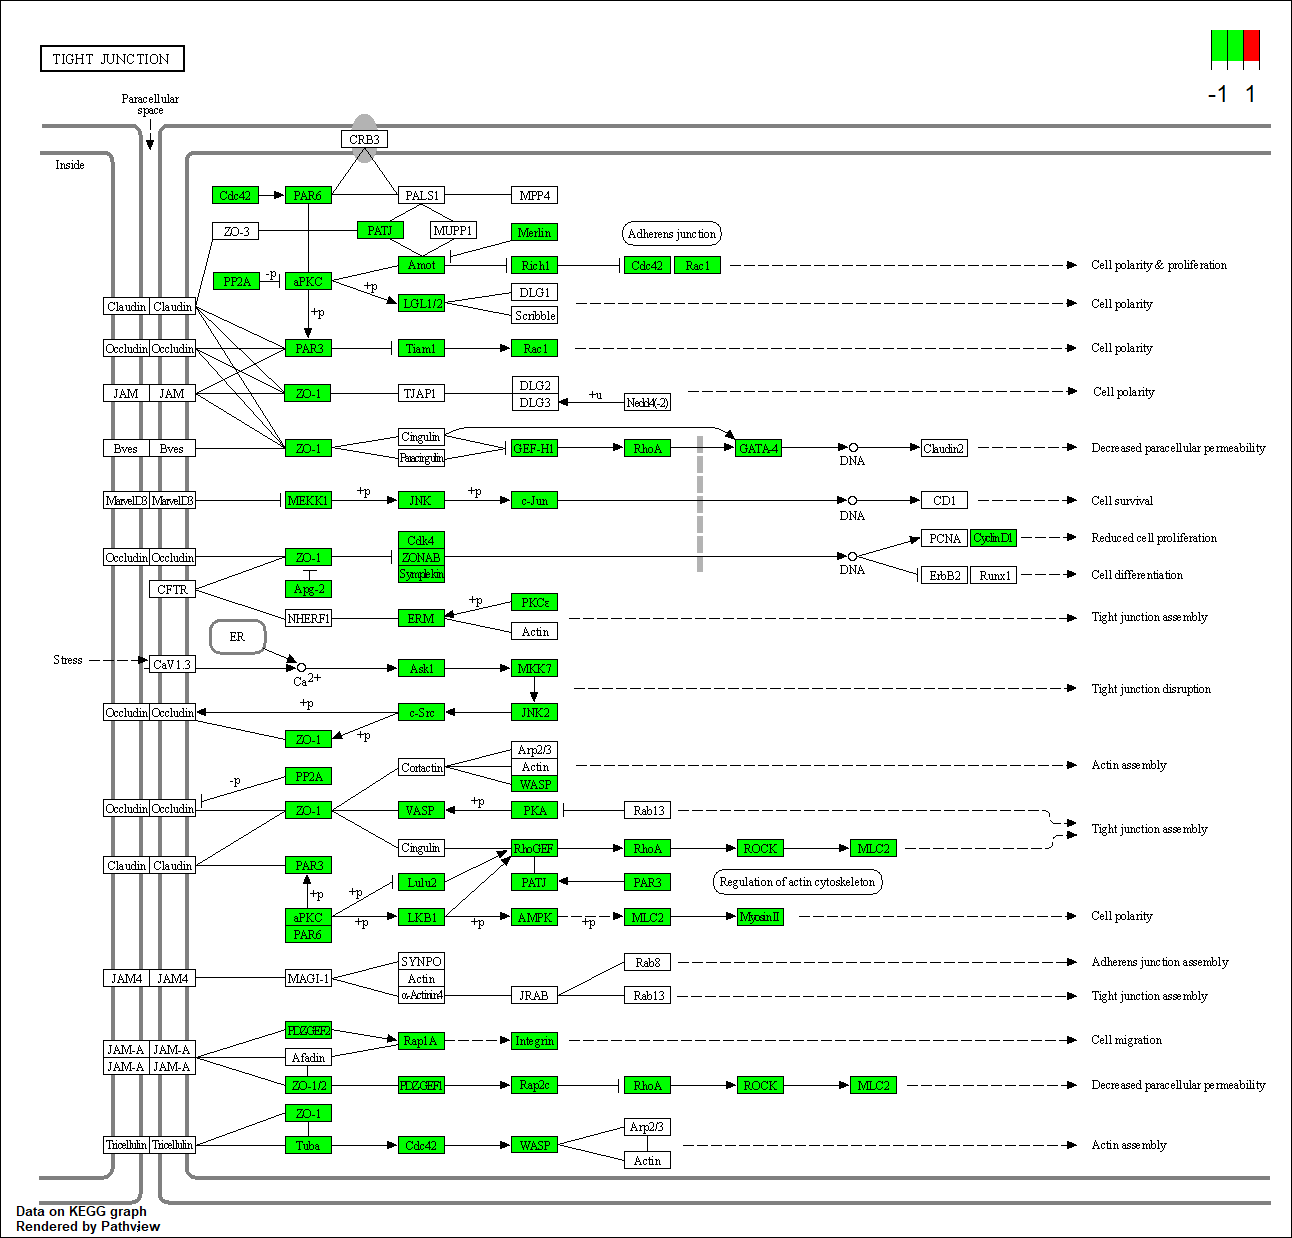 TIGHT JUNCTION
-1 1
Paracellular
space
CRB3
Inside
Cdc42 PAR6 PALS1 MPP4
ZO-3 PATJ MUPP1 Merlin Adherens junction
PP2A -p aPKC Amot Rich1 Cdc42 Rac1 Cell polarity & proliferation
+p DLG1
Claudin Claudin +p LGL1/2 Cell polarity
Scribble
Occludin Occludin PAR3 Tiam1 Rac1 Cell polarity
DLG2
JAM JAM ZO-1 TJAP1 +u Cell polarity
DLG3 Nedd4(-2)
Cingulin
Bves Bves ZO-1 GEF-H1 RhoA GATA-4 Claudin2 Decreased paracellular permeability
Paracingulin DNA
MarvelD3 MarvelD3 MEKK1 +p JNK +p c-Jun CD1 Cell survival
DNA
Cdk4 PCNA CyclinD1 Reduced cell proliferation
Occludin Occludin ZO-1 ZONAB
DNA
Symplekin ErbB2 Runx1 Cell differentiation
CFTR Apg-2
+p PKCε
NHERF1 ERM Tight junction assembly
Actin
ER
Stress CaV1.3 Ask1 MKK7
Ca2+
Tight junction disruption
+p
Occludin Occludin c-Src JNK2
ZO-1 +p
Arp2/3
Cortactin Actin Actin assembly
PP2A WASP
-p
Occludin Occludin ZO-1 VASP +p PKA Rab13
Tight junction assembly
Cingulin RhoGEF RhoA ROCK MLC2
Claudin Claudin PAR3
Lulu2 PATJ PAR3 Regulation of actin cytoskeleton
+p +p
aPKC LKB1 AMPK MLC2 MyosinII Cell polarity
+p +p +p
PAR6
SYNPO Rab8 Adherens junction assembly
JAM4 JAM4 MAGI-1 Actin
α-Actinin4 JRAB Rab13 Tight junction assembly
PDZGEF2
Rap1A Integrin Cell migration
JAM-A JAM-A Afadin
JAM-A JAM-A
ZO-1/2 PDZGEF1 Rap2c RhoA ROCK MLC2 Decreased paracellular permeability
ZO-1
Arp2/3
Tricellulin Tricellulin Tuba Cdc42 WASP Actin assembly
Actin
Data on KEGG graph
Rendered by Pathview